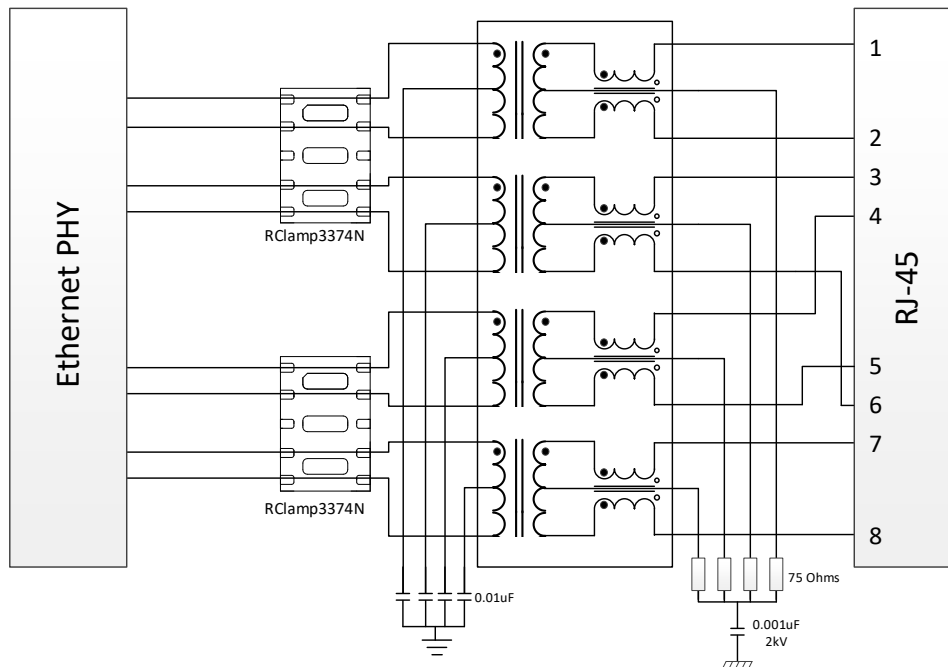 Ethernet PHY
RClamp3374N
RClamp3374N
0.01uF
1
2
3
4
5
6
7
8
RJ-45
75 Ohms
0.001uF
2kV